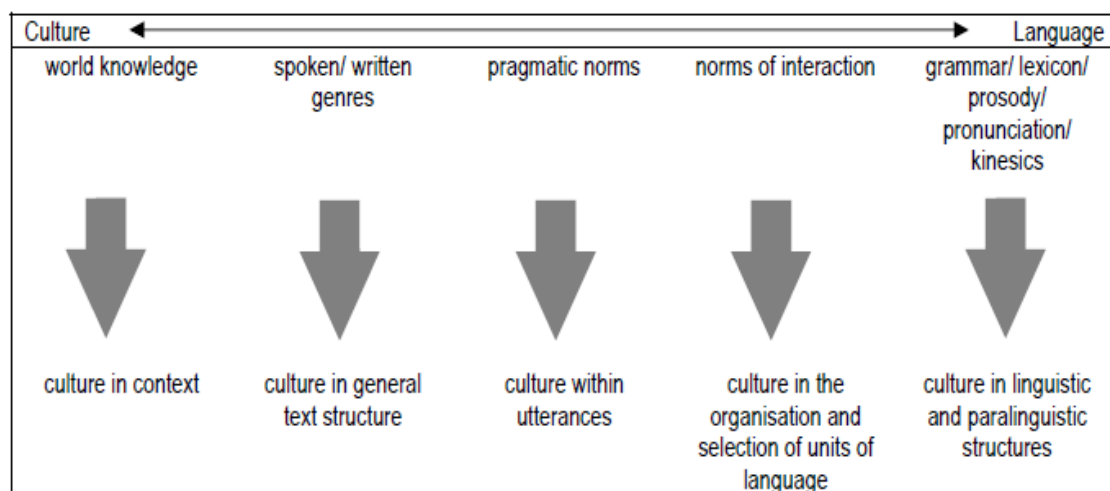 Culture Language
world knowledge
spoken/ written
genres
pragmatic norms
norms of interaction
grammar/ lexicon/
prosody/
pronunciation/
kinesics
culture in context
culture in general
text structure
culture within
utterances
culture in the
organisation and
selection of units of
language
culture in linguistic
and paralinguistic
structures